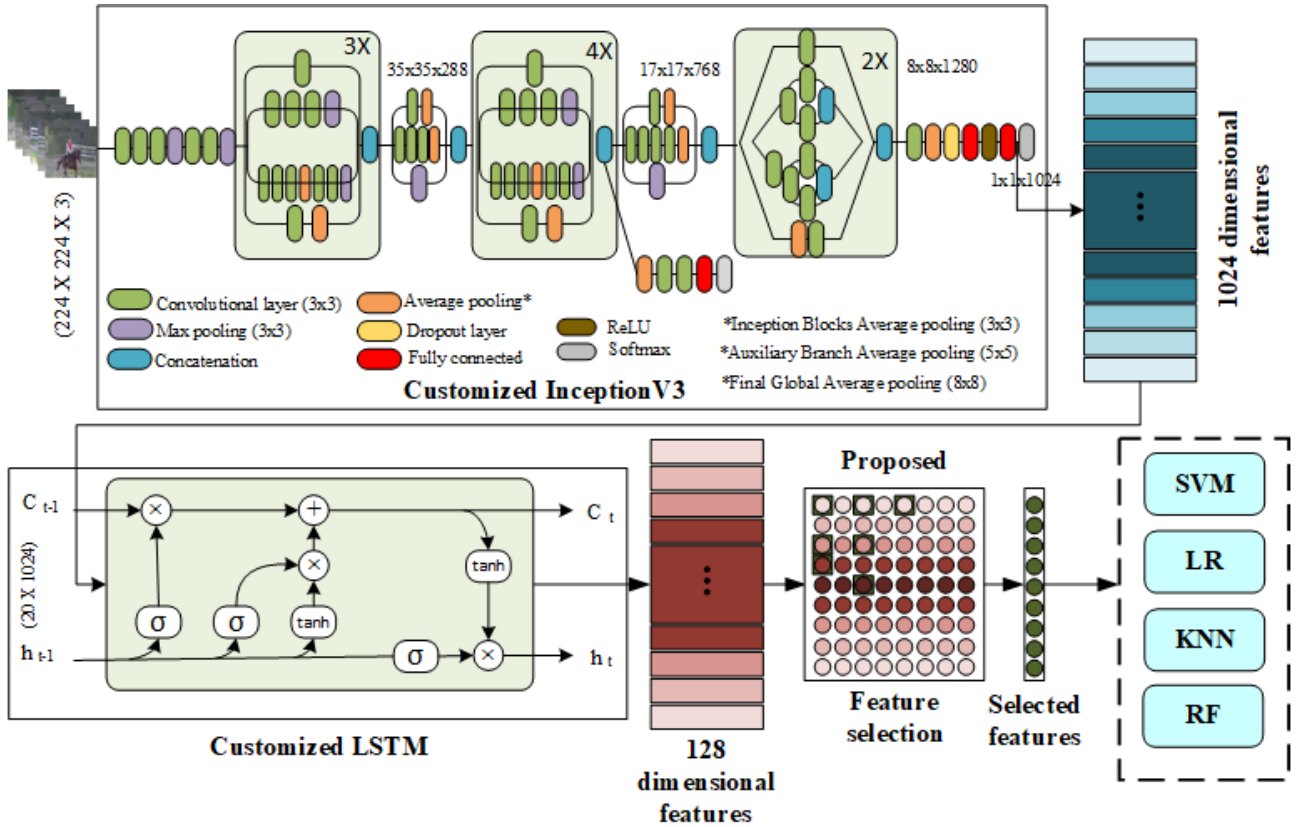 3X
35x35x288
4X
17x17x768
2X
8x8x1280
1x1x1024
(224 X 224 X 3)
1024 dimensional
features
Convolutional layer (3x3)
Max pooling (3x3)
Concatenation
Average pooling*
Dropout layer
Fully connected
ReLU
Softmax
*Inception Blocks Average pooling (3x3)
*Auxiliary Branch Average pooling (5x5)
*Final Global Average pooling (8x8)
Customized InceptionV3
C t-1
(20 X 1024)
h t-1
×
+
×
tanh
σ
σ
tanh
σ
×
C t
h t
Customized LSTM
128
dimensional
features
Proposed
Feature
selection
Selected
features
SVM
LR
KNN
RF